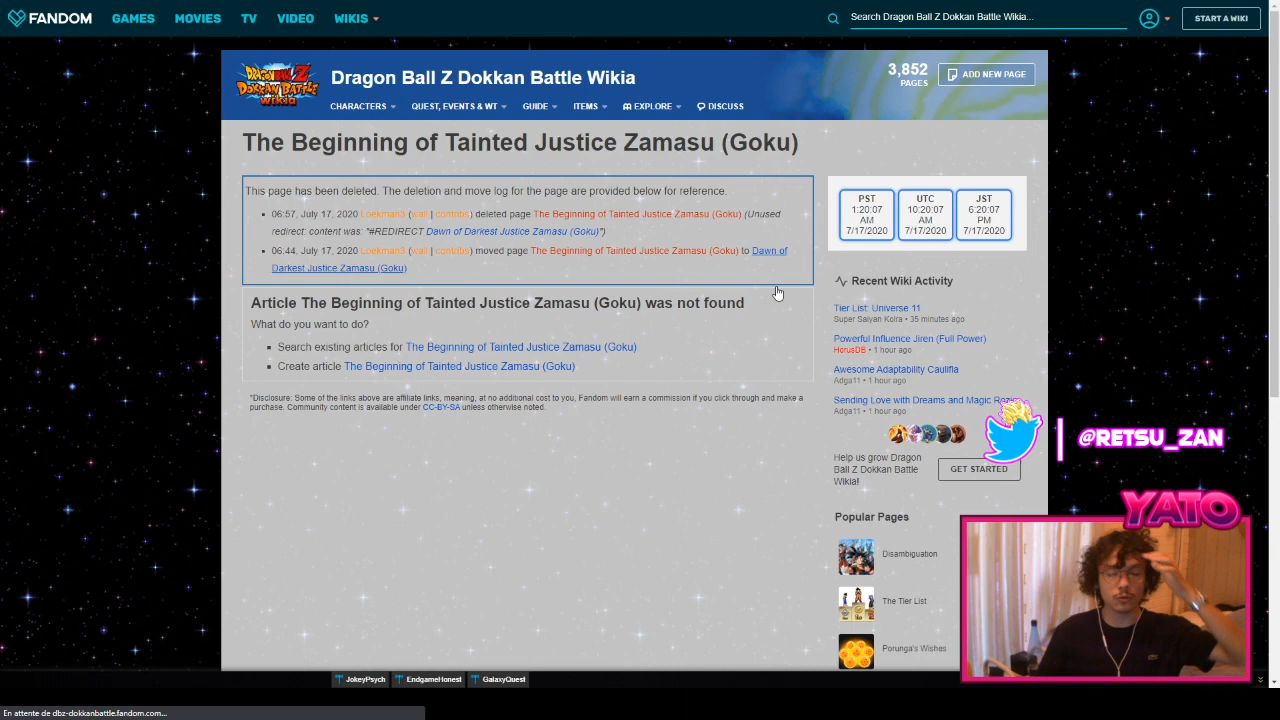 FANDOM GAMES MOVIES TV VIDEO WIKIS Search Dragon Ball Z Dokkan Battle Wikia... START A WIKI
DRAGON BALL Z DOKKAN BATTLE WIKIA
Dragon Ball Z Dokkan Battle Wikia
3,852 PAGES
ADD NEW PAGE
CHARACTERS QUEST, EVENTS & WT GUIDE ITEMS EXPLORE DISCUSS
The Beginning of Tainted Justice Zamasu (Goku)
This page has been deleted. The deletion and move log for the page are provided below for reference.
06:57, July 17, 2020 Loekman3 (wall | contribs) deleted page The Beginning of Tainted Justice Zamasu (Goku) (Unused
redirect: content was: "#REDIRECT Dawn of Darkest Justice Zamasu (Goku)")
06:44, July 17, 2020 Loekman3 (wall | contribs) moved page The Beginning of Tainted Justice Zamasu (Goku) to Dawn of
Darkest Justice Zamasu (Goku)
Article The Beginning of Tainted Justice Zamasu (Goku) was not found
What do you want to do?
Search existing articles for The Beginning of Tainted Justice Zamasu (Goku)
Create article The Beginning of Tainted Justice Zamasu (Goku)
"Disclosure: Some of the links above are affiliate links, meaning, at no additional cost to you, Fandom will earn a commission if you click through and make a
purchase. Community content is available under CC-BY-SA unless otherwise noted.
PST UTC JST
1:20:07 10:20:07 6:20:07
AM AM PM
7/17/2020 7/17/2020 7/17/2020
Recent Wiki Activity
Tier List: Universe 11
Super Saiyan Koira • 35 minutes ago
Powerful Influence Jiren (Full Power)
HorusDB • 1 hour ago
Awesome Adaptability Caulifla
Adga11 • 1 hour ago
Sending Love with Dreams and Magic
Adga11 • 1 hour ago
Help us grow Dragon
Ball Z Dokkan Battle
Wikia!
GET STARTED
Popular Pages
Disambiguation
The Tier List
Porunga's Wishes
@RETSU_ZAN
YATO
JokeyPsych EndgameHonest GalaxyQuest
En attente de dbz-dokkanbattle.fandom.com...